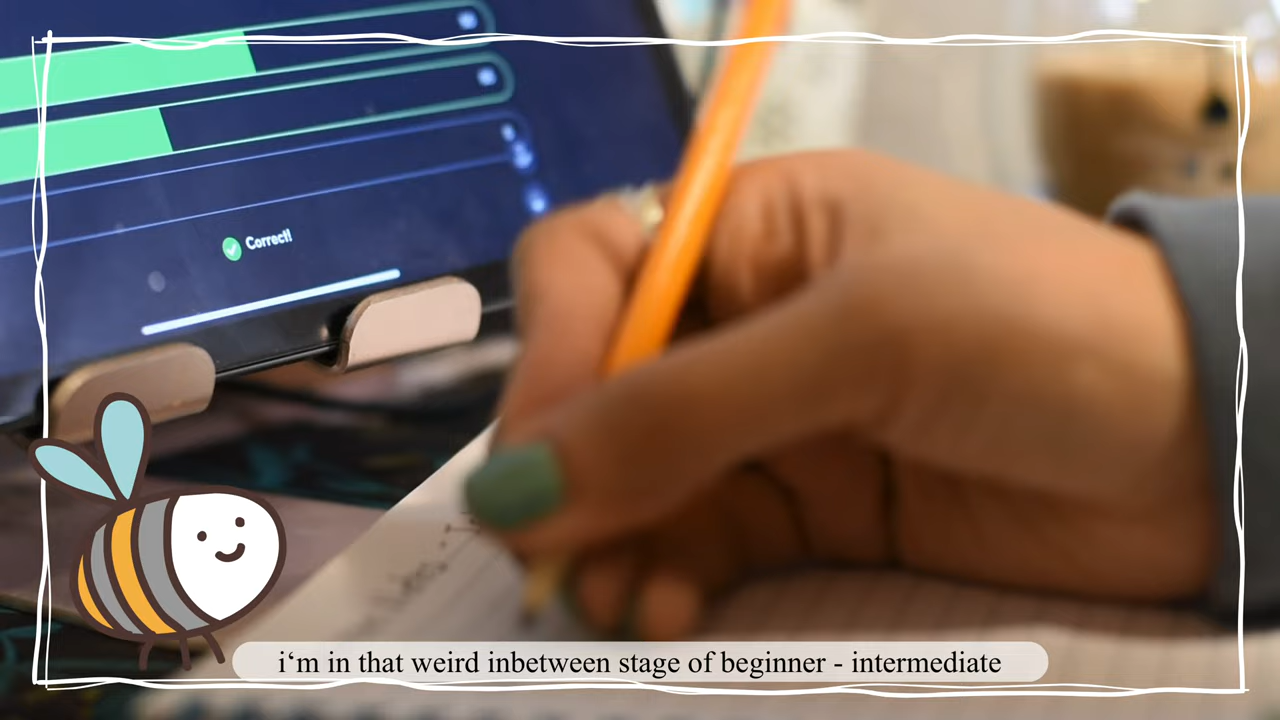 Correct!
i‘m in that weird inbetween stage of beginner - intermediate